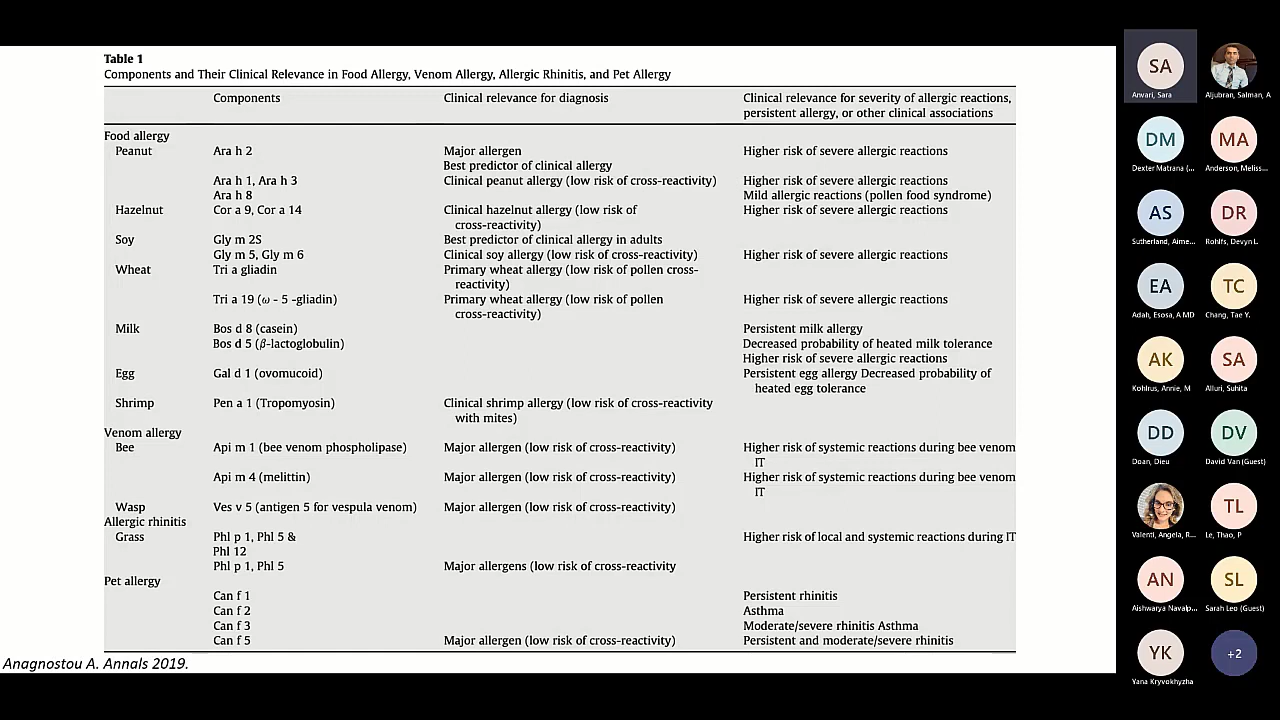 Table 1
Components and Their Clinical Relevance in Food Allergy, Venom Allergy, Allergic Rhinitis, and Pet Allergy
Components Clinical relevance for diagnosis Clinical relevance for severity of allergic reactions,
persistent allergy, or other clinical associations
Food allergy
Peanut Ara h 2 Major allergen Higher risk of severe allergic reactions
Best predictor of clinical allergy
Ara h 1, Ara h 3 Clinical peanut allergy (low risk of cross-reactivity) Higher risk of severe allergic reactions
Ara h 8 Mild allergic reactions (pollen food syndrome)
Hazelnut Cor a 9, Cor a 14 Clinical hazelnut allergy (low risk of Higher risk of severe allergic reactions
cross-reactivity)
Soy Gly m 2S Best predictor of clinical allergy in adults
Gly m 5, Gly m 6 Clinical soy allergy (low risk of cross-reactivity) Higher risk of severe allergic reactions
Wheat Tri a gliadin Primary wheat allergy (low risk of pollen cross-
reactivity)
Tri a 19 (ω - 5 -gliadin) Primary wheat allergy (low risk of pollen Higher risk of severe allergic reactions
cross-reactivity)
Milk Bos d 8 (casein) Persistent milk allergy
Bos d 5 (β-lactoglobulin) Decreased probability of heated milk tolerance
Higher risk of severe allergic reactions
Egg Gal d 1 (ovomucoid) Persistent egg allergy Decreased probability of
heated egg tolerance
Shrimp Pen a 1 (Tropomyosin) Clinical shrimp allergy (low risk of cross-reactivity
with mites)
Venom allergy
Bee Api m 1 (bee venom phospholipase) Major allergen (low risk of cross-reactivity) Higher risk of systemic reactions during bee venom
IT
Api m 4 (melittin) Major allergen (low risk of cross-reactivity) Higher risk of systemic reactions during bee venom
IT
Wasp Ves v 5 (antigen 5 for vespula venom) Major allergen (low risk of cross-reactivity)
Allergic rhinitis
Grass Phl p 1, Phl 5 & Higher risk of local and systemic reactions during IT
Phl 12
Phl p 1, Phl 5 Major allergens (low risk of cross-reactivity
Pet allergy
Can f 1 Persistent rhinitis
Can f 2 Asthma
Can f 3 Moderate/severe rhinitis Asthma
Can f 5 Major allergen (low risk of cross-reactivity) Persistent and moderate/severe rhinitis
Anagnostou A. Annals 2019.
SA
Anvari, Sara Aljubran, Salman, A
DM MA
Dexter Matrana (... Anderson, Meliss...
AS DR
Sutherland, Aime... Rohlfs, Devyn L
EA TC
Adah, Esosa, A MD Chang, Tae Y.
AK SA
Kohlrus, Annie, M Alluri, Suhita
DD DV
Doan, Dieu David Van (Guest)
TL
Valenti, Angela, R... Le, Thao, P
AN SL
Aishwarya Navalp... Sarah Leo (Guest)
YK +2
Yana Kryvokhyzha